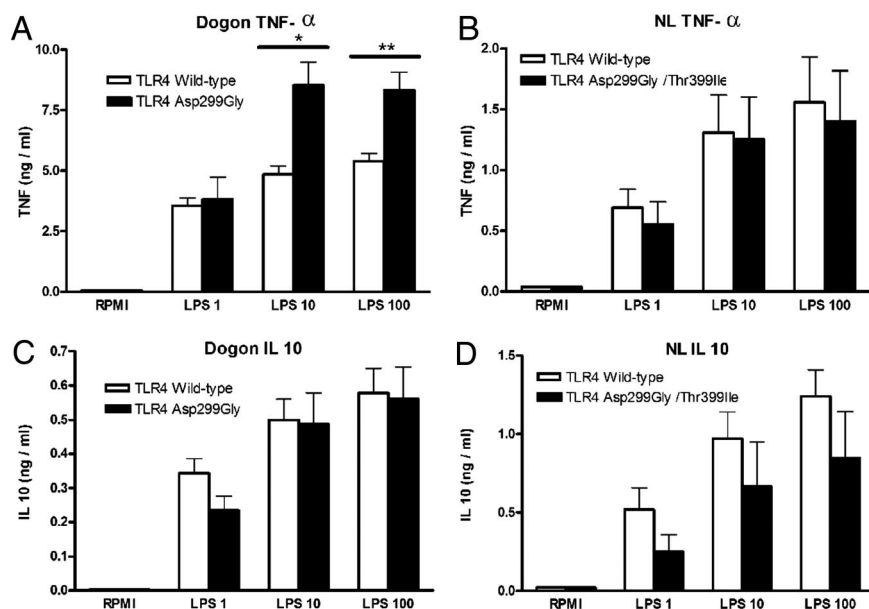 A
Dogon TNF- α
10.0
7.5
5.0
2.5
0.0
TNF (ng / ml)
TLR4 Wild-type
TLR4 Asp299Gly
*
**
RPMI LPS 1 LPS 10 LPS 100
B
NL TNF- α
2.0
1.5
1.0
0.5
0.0
TNF (ng / ml)
TLR4 Wild-type
TLR4 Asp299Gly /Thr399Ile
RPMI LPS 1 LPS 10 LPS 100
C
Dogon IL 10
0.7
0.6
0.5
0.4
0.3
0.2
0.1
0.0
IL 10 (ng / ml)
TLR4 Wild-type
TLR4 Asp299Gly
RPMI LPS 1 LPS 10 LPS 100
D
NL IL 10
1.5
1.0
0.5
0.0
IL 10 (ng / ml)
TLR4 Wild-type
TLR4 Asp299Gly /Thr399Ile
RPMI LPS 1 LPS 10 LPS 100